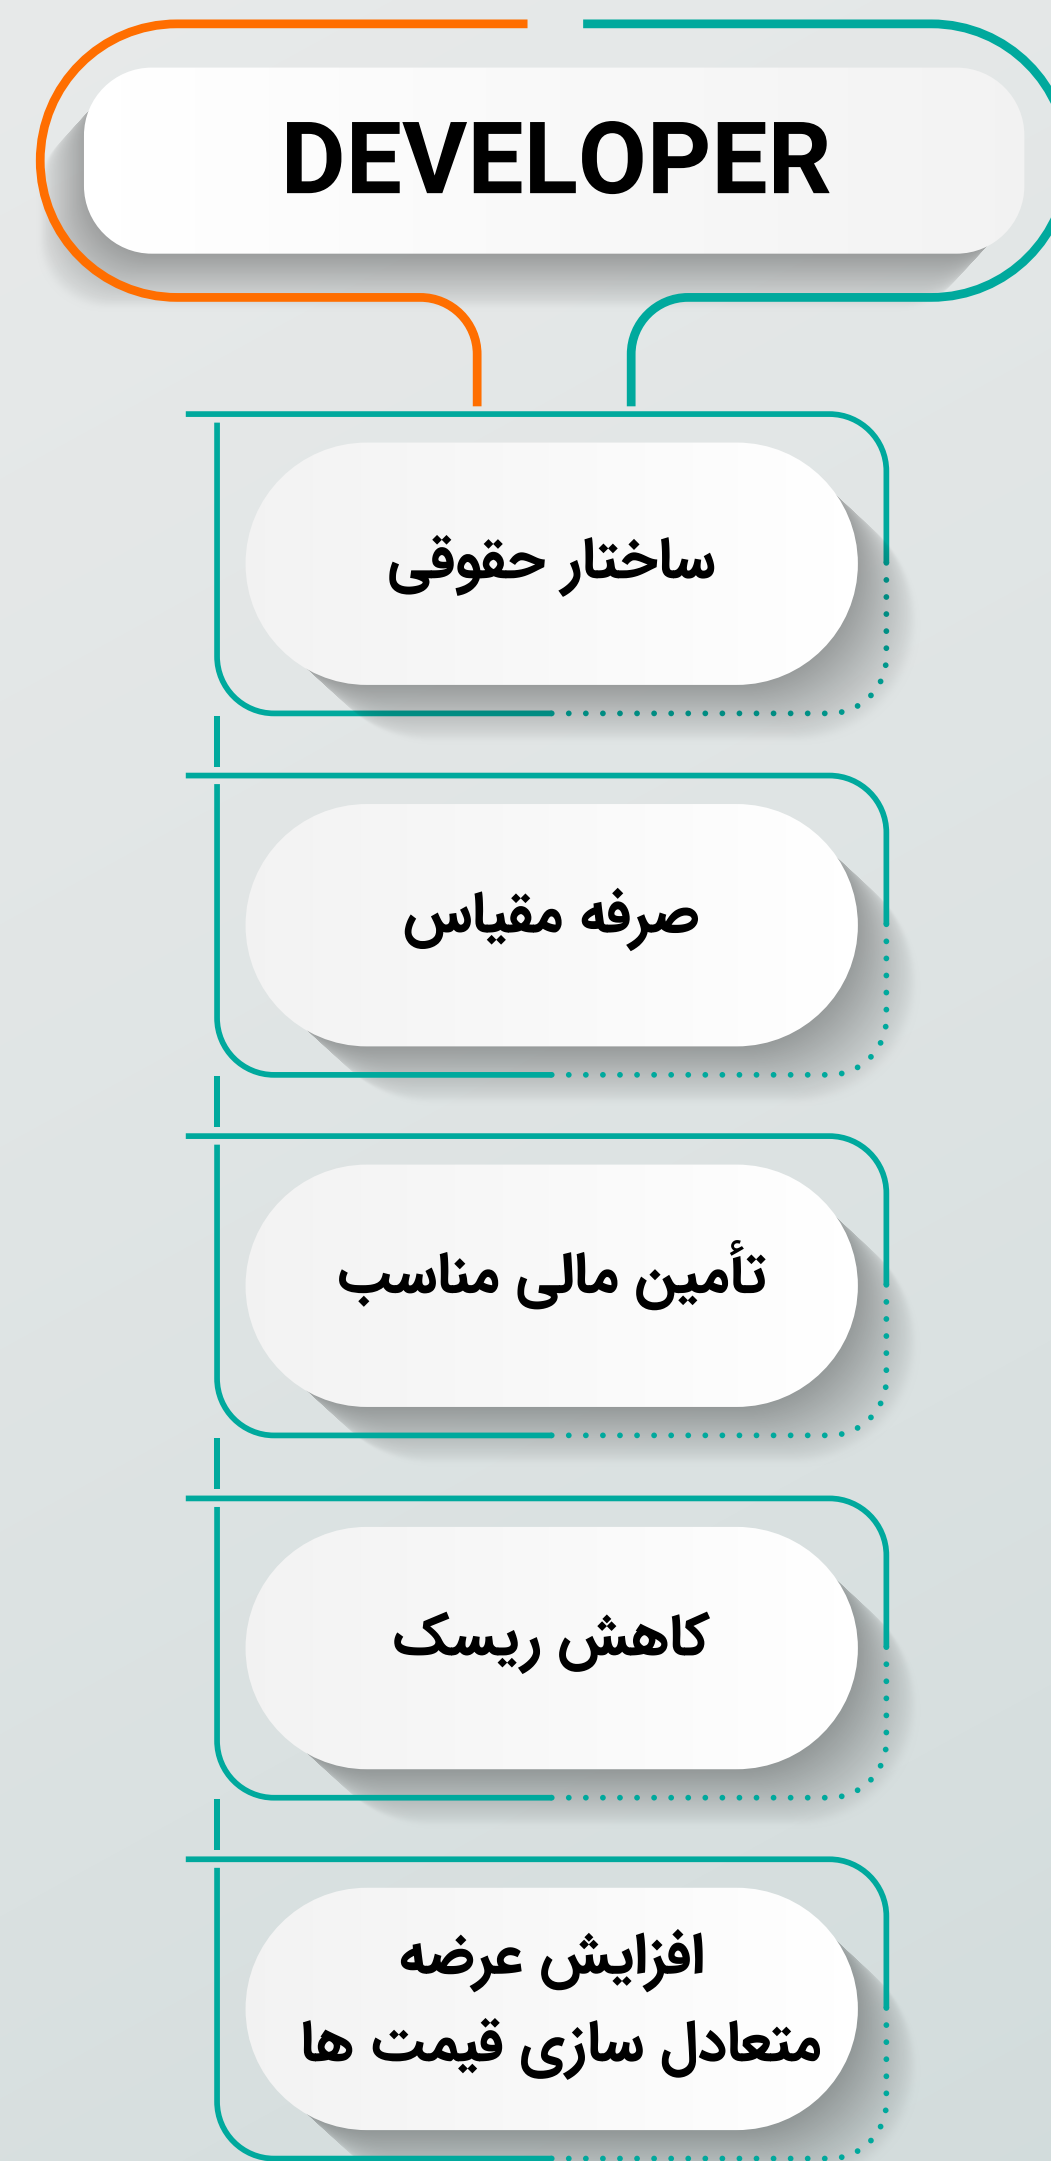 DEVELOPER
ساختار حقوقی
صرفه مقیاس
تأمین مالی مناسب
کاهش ریسک
افزایش عرضه
متعادل سازی قیمت ها